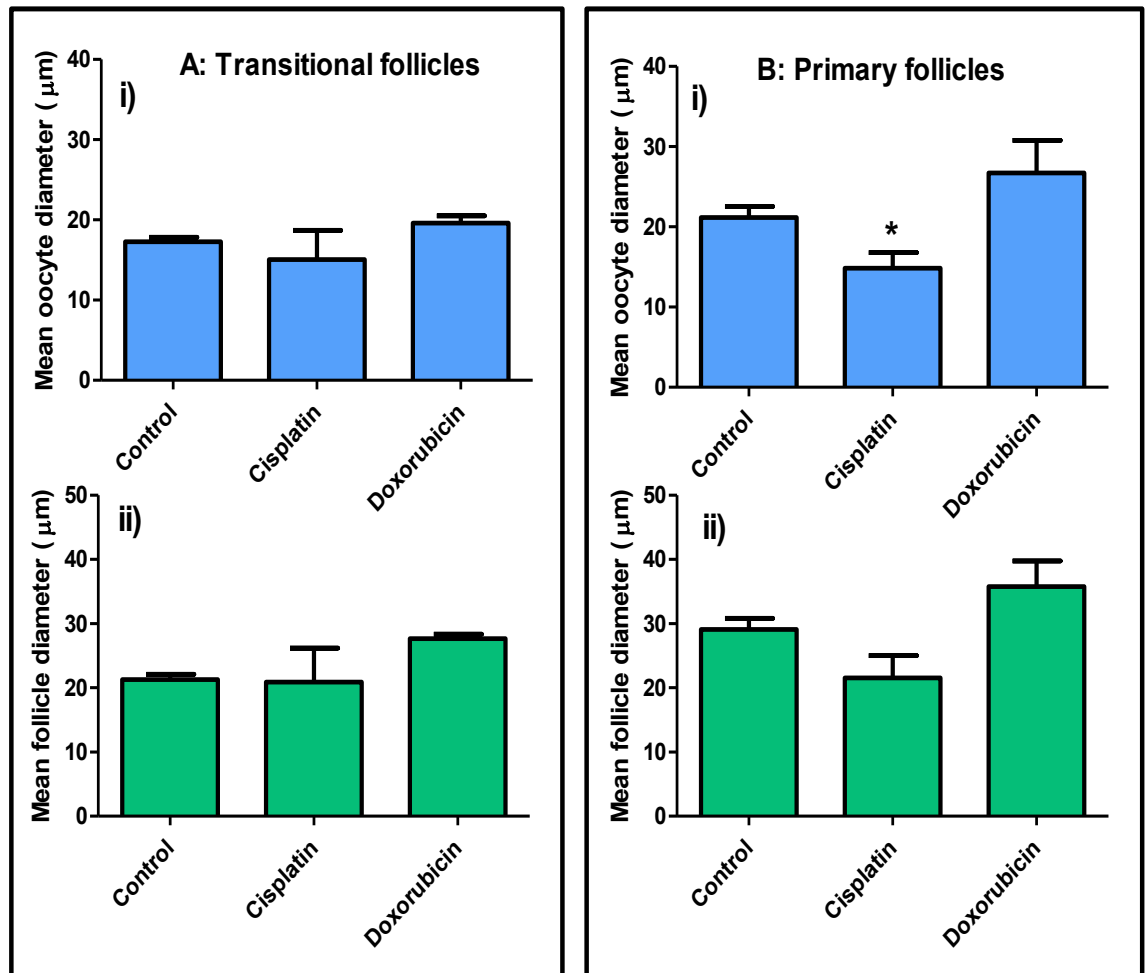 A: Transitional follicles
i)
Mean oocyte diameter ( μm)
40
30
20
10
0
Control
Cisplatin
Doxorubicin
ii)
Mean follicle diameter ( μm)
50
40
30
20
10
0
Control
Cisplatin
Doxorubicin
B: Primary follicles
i)
Mean oocyte diameter ( μm)
40
30
20
10
0
*
Control
Cisplatin
Doxorubicin
ii)
Mean follicle diameter ( μm)
50
40
30
20
10
0
Control
Cisplatin
Doxorubicin